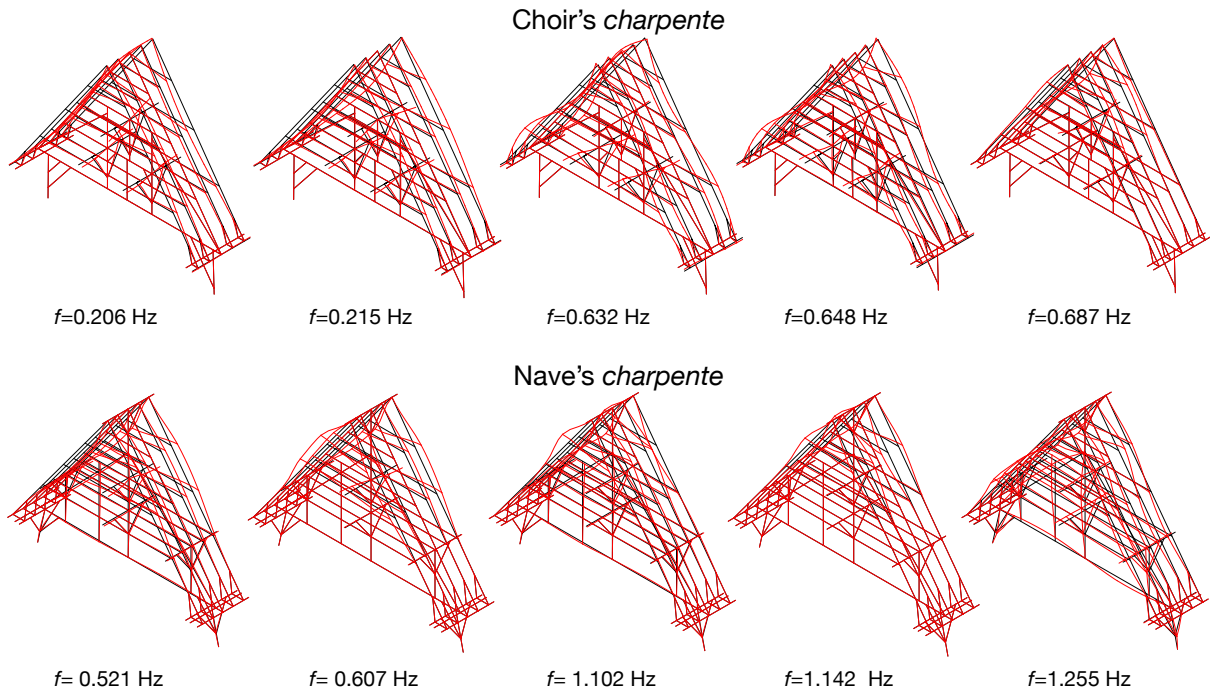 Choir's charpente
f=0.206 Hz
f=0.215 Hz
f=0.632 Hz
f=0.648 Hz
f=0.687 Hz
Nave's charpente
f= 0.521 Hz
f= 0.607 Hz
f= 1.102 Hz
f=1.142 Hz
f=1.255 Hz